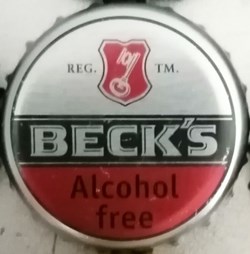 REG. TM.
BECK'S
Alcohol
free